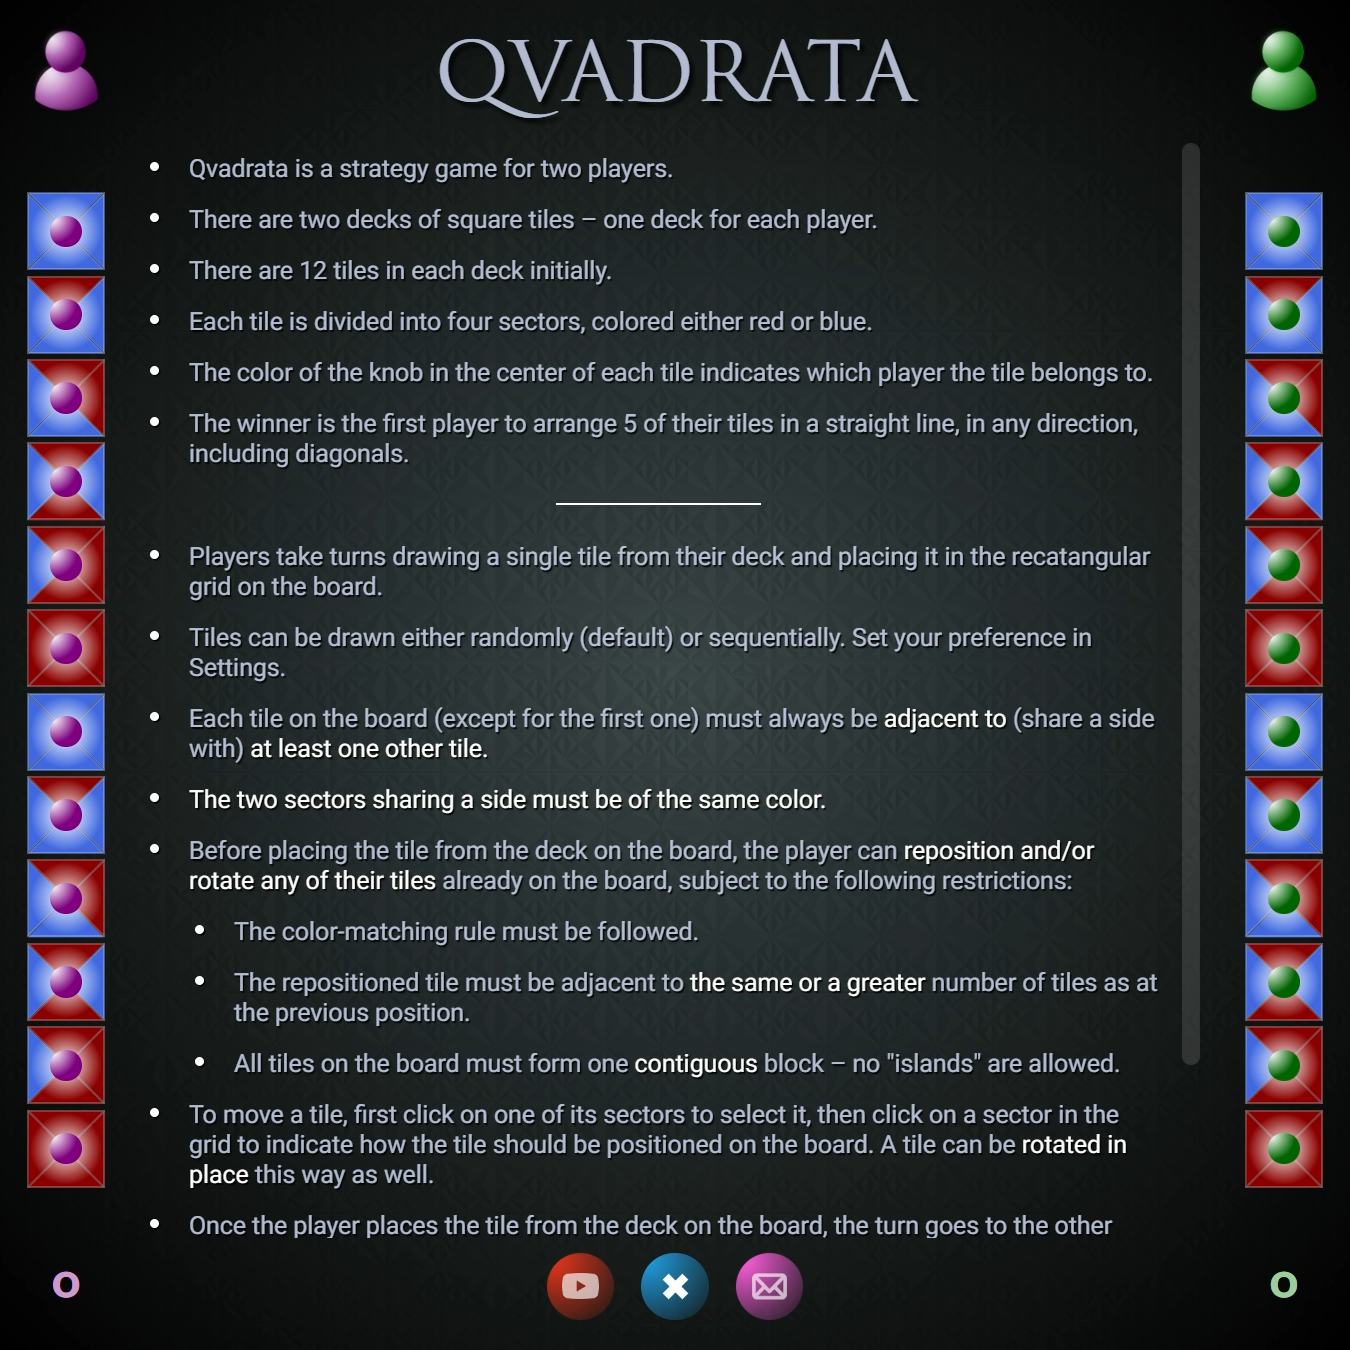 QVADRATA
Qvadrata is a strategy game for two players.
There are two decks of square tiles – one deck for each player.
There are 12 tiles in each deck initially.
Each tile is divided into four sectors, colored either red or blue.
The color of the knob in the center of each tile indicates which player the tile belongs to.
The winner is the first player to arrange 5 of their tiles in a straight line, in any direction,
including diagonals.
Players take turns drawing a single tile from their deck and placing it in the recatangular
grid on the board.
Tiles can be drawn either randomly (default) or sequentially. Set your preference in
Settings.
Each tile on the board (except for the first one) must always be adjacent to (share a side
with) at least one other tile.
The two sectors sharing a side must be of the same color.
Before placing the tile from the deck on the board, the player can reposition and/or
rotate any of their tiles already on the board, subject to the following restrictions:
The color-matching rule must be followed.
The repositioned tile must be adjacent to the same or a greater number of tiles as at
the previous position.
All tiles on the board must form one contiguous block – no "islands" are allowed.
To move a tile, first click on one of its sectors to select it, then click on a sector in the
grid to indicate how the tile should be positioned on the board. A tile can be rotated in
place this way as well.
Once the player places the tile from the deck on the board, the turn goes to the other
0
0